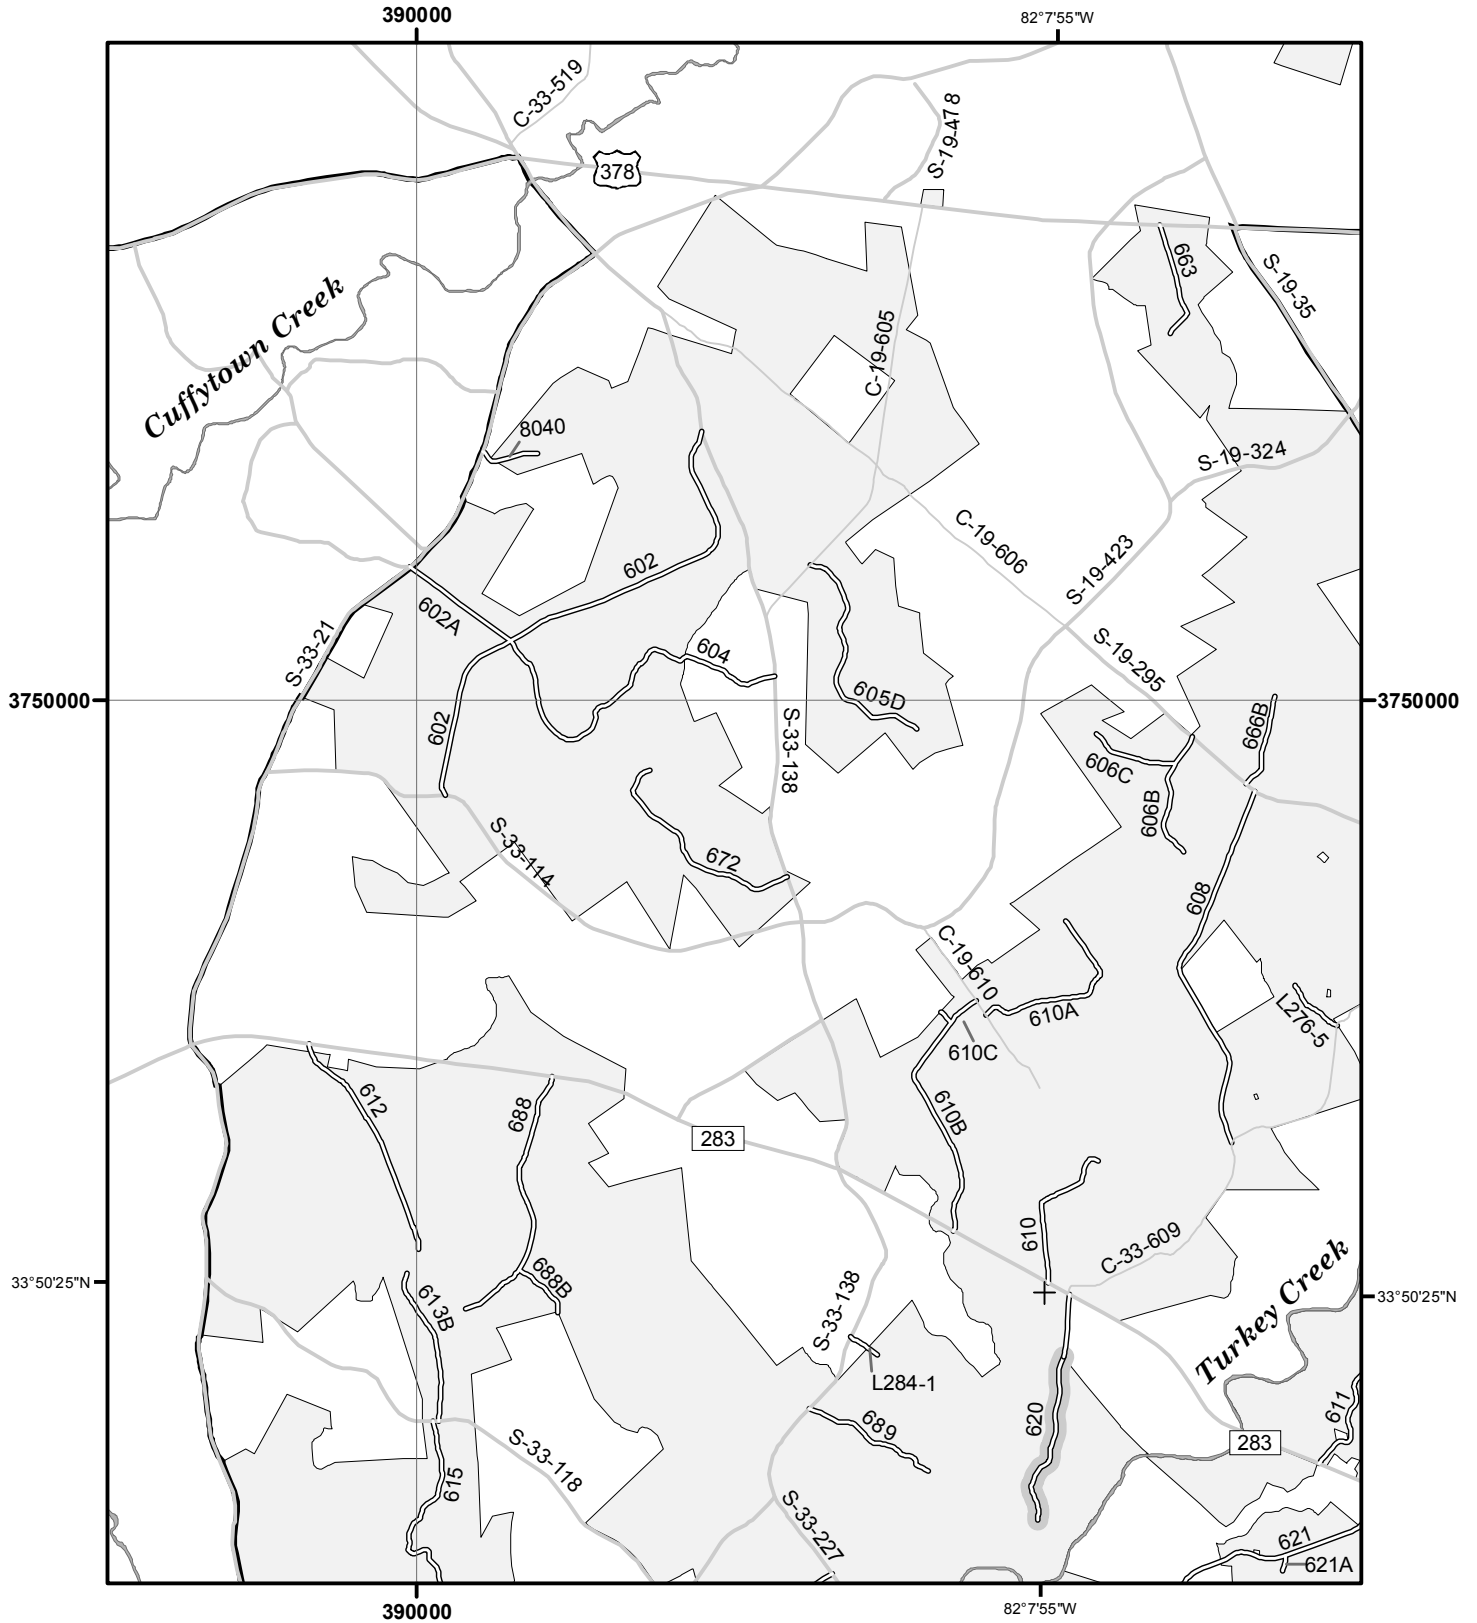 390000
82°7'55"W
C-33-519
S-19-478
378
663
S-19-35
Cuffytown Creek
C-19-605
8040
S-19-324
C-19-606
602
S-19-423
602A
S-33-21
604
S-19-295
3750000
605D
3750000
602
S-33-138
666B
606C
606B
S-33-114
672
608
C-19-610
610A
L276-5
610C
612
688
610B
283
610
C-33-609
33°50'25"N
688B
613B
S-33-138
Turkey Creek
33°50'25"N
L284-1
620
689
611
283
S-33-118
615
S-33-227
621
621A
390000
82°7'55"W